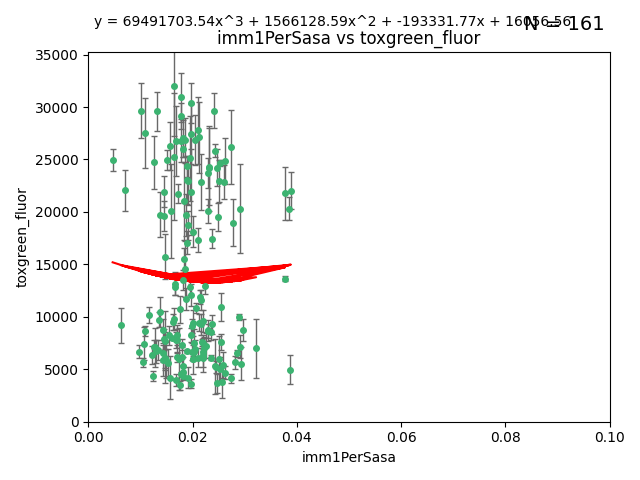 y = 69491703.54x^3 + 1566128.59x^2 + -193331.77x + 16056.56
N = 161
imm1PerSasa vs toxgreen_fluor
35000
30000
25000
20000
15000
10000
5000
0
toxgreen_fluor
0.00 0.02 0.04 0.06 0.08 0.10
imm1PerSasa